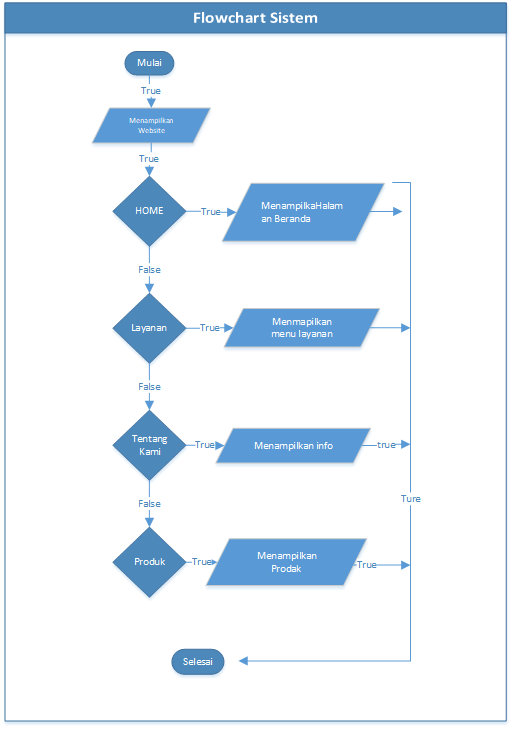 Flowchart Sistem
Mulai
True
Menampilkan
Website
True
HOME
True
MenampilkaHalam
an Beranda
False
Layanan
True
Menmapilkan
menu layanan
False
Tentang
Kami
True
Menampilkan info
true
False
Ture
Produk
True
Menampilkan
Prodak
True
Selesai